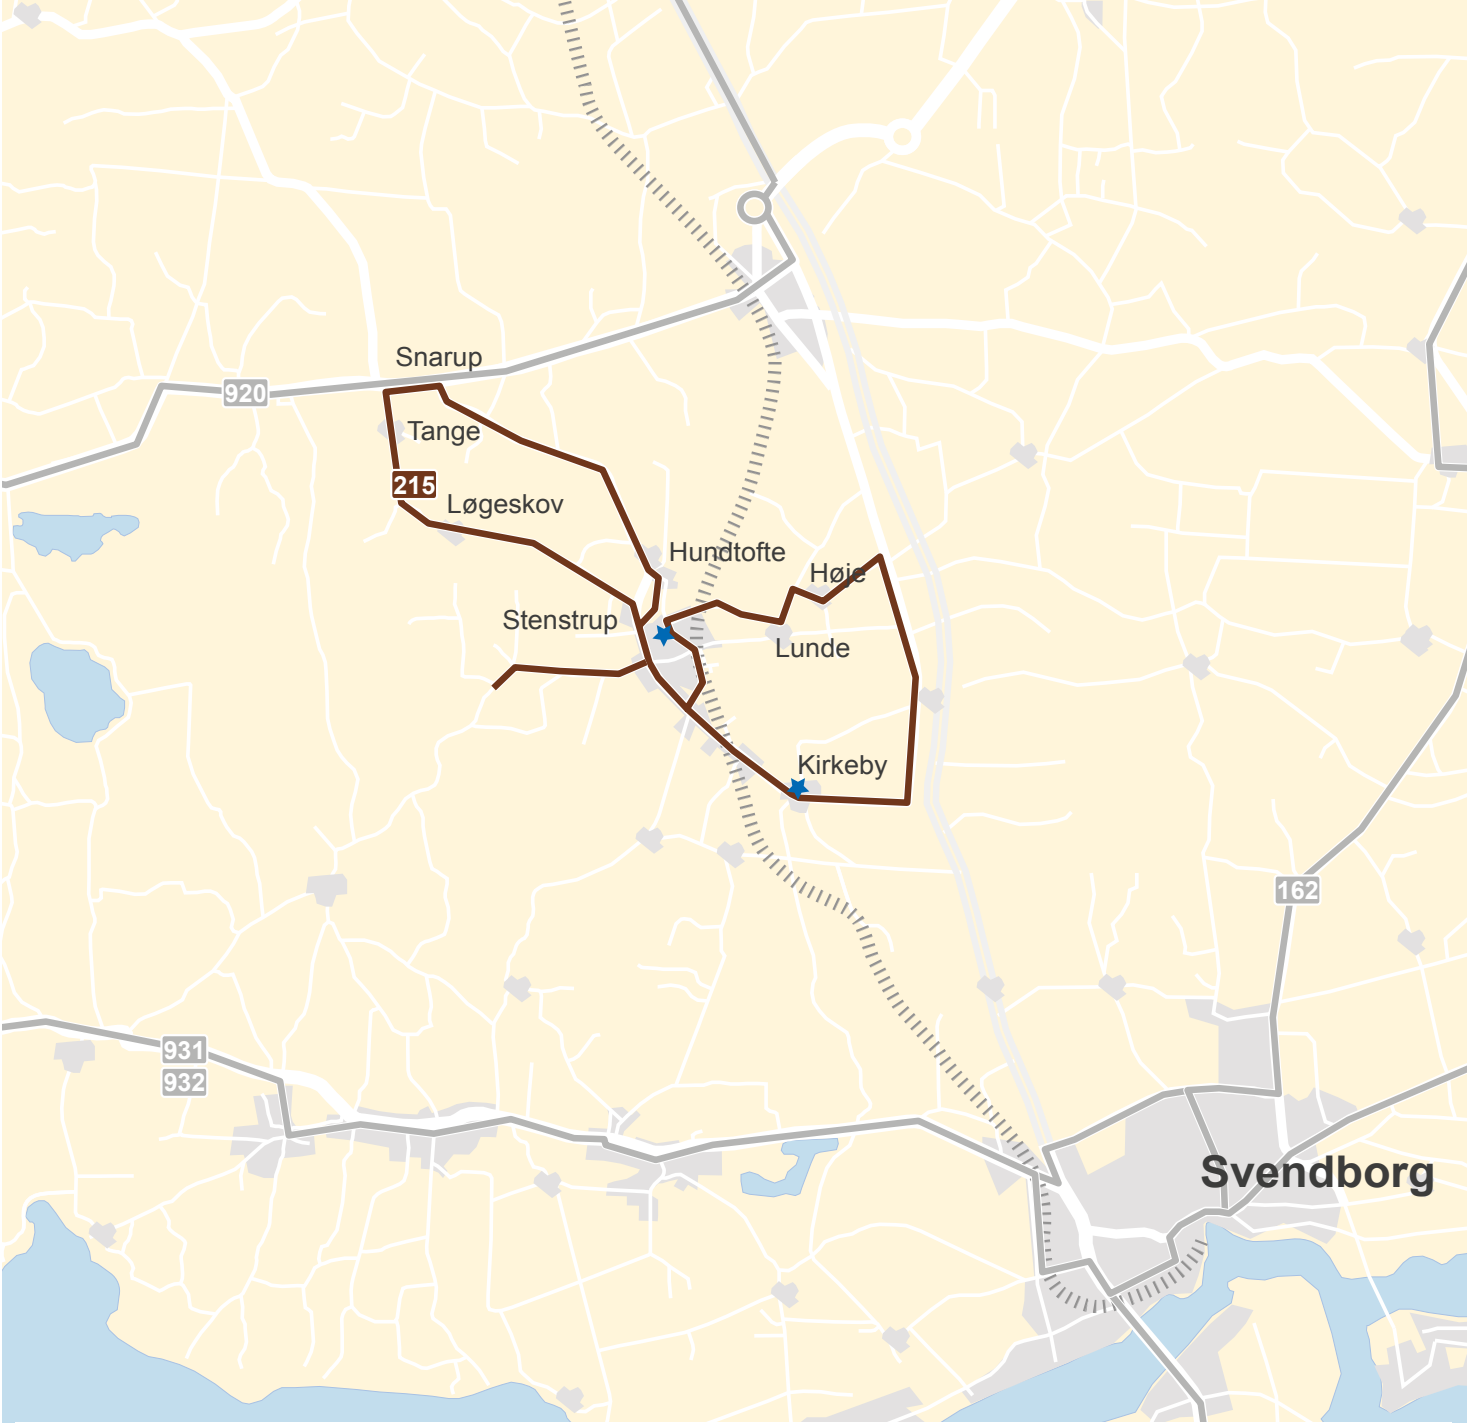 Snarup
920
Tange
215
Løgeskov
Hundtofte
Høje
Stenstrup
Lunde
Kirkeby
162
931
932
Svendborg